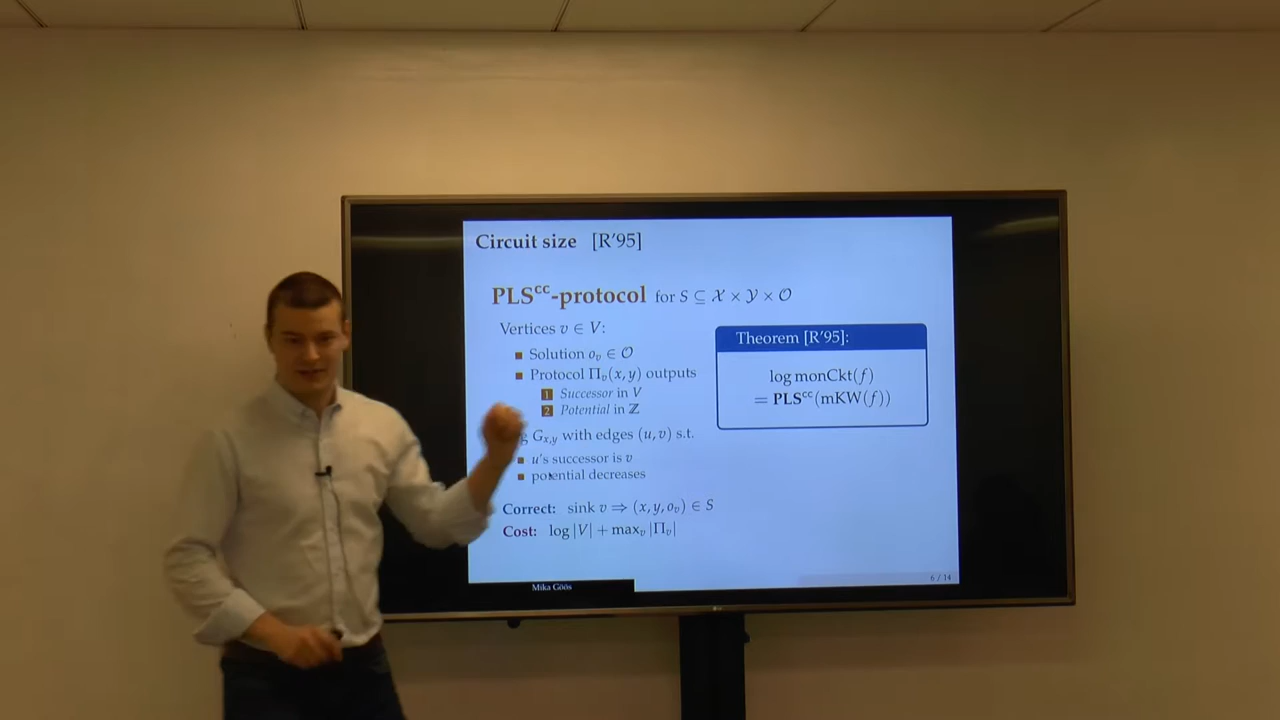 Circuit size [R'95]
PLS^cc-protocol for S ⊆ X × Y × O
Vertices v ∈ V:
Solution o_v ∈ O
Protocol Π_v(x, y) outputs
1 Successor in V
2 Potential in ℤ
G_{x,y} with edges (u, v) s.t.
u's successor is v
potential decreases
Correct: sink v ⇒ (x, y, o_v) ∈ S
Cost: log |V| + max_v |Π_v|
Theorem [R'95]:
log monCkt(f)
= PLS^cc(mKW(f))
Mika Göös
6 / 14